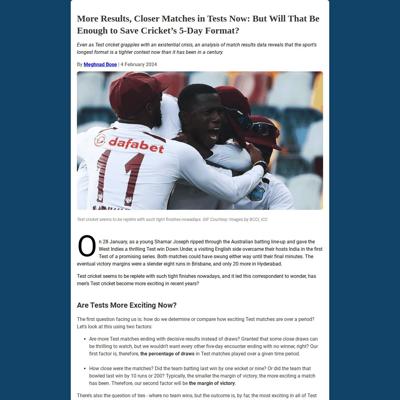 More Results, Closer Matches in Tests Now: But Will That Be
Enough to Save Cricket's 5-Day Format?
Even as Test cricket grapples with an existential crisis, an analysis of match results data reveals that the sport's
longest format is a tighter contest now than it has been in a century.
By Meghnad Bose | 4 February 2024
dafabet
11
Test cricket seems to be replete with such tight finishes nowadays. GIF Courtesy: Images by BCCI, ICC
On 28 January, as a young Shamar Joseph ripped through the Australian batting line-up and gave the
West Indies a thrilling Test win Down Under, a visiting English side overcame their hosts India in the first
Test of a promising series. Both matches could have swung either way until their final minutes. The
eventual victory margins were a slender eight runs in Brisbane, and only 20 more in Hyderabad.
Test cricket seems to be replete with such tight finishes nowadays, and it led this correspondent to wonder, has
men's Test cricket become more exciting in recent years?
Are Tests More Exciting Now?
The first question facing us is, how do we determine or compare how exciting Test matches are over a period?
Let's look at this using two factors:
• Are more Test matches ending with decisive results instead of draws? Granted that some close draws can
be thrilling to watch, but we wouldn't want every other five-day encounter ending with no winner, right? Our
first factor is, therefore, the percentage of draws in Test matches played over a given time period.
• How close were the matches? Did the team batting last win by one wicket or nine? Or did the team that
bowled last win by 10 runs or 200? Typically, the smaller the margin of victory, the more exciting a match
has been. Therefore, our second factor will be the margin of victory.
There's also the question of ties - where no team wins, but the outcome is, by far, the most exciting in all of Test